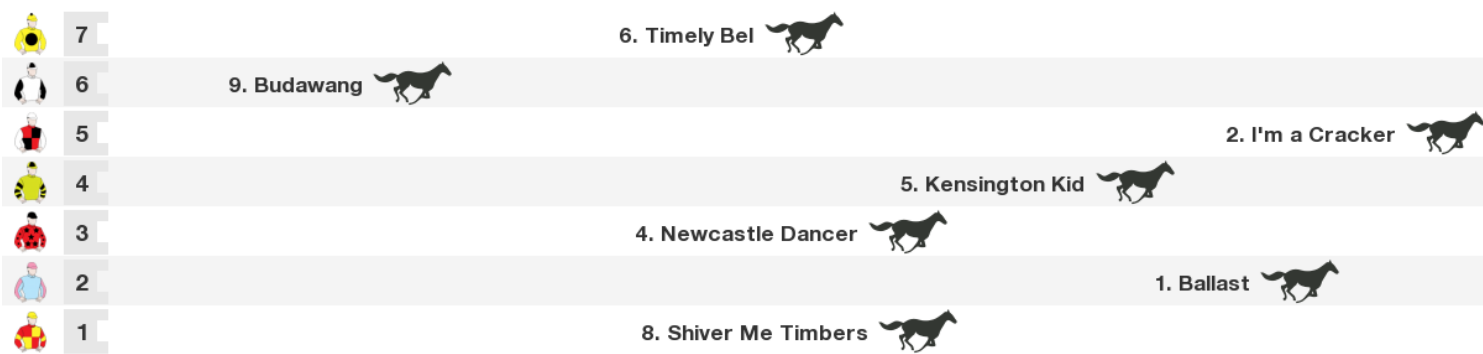 7 6. Timely Bel
6 9. Budawang
5 2. I'm a Cracker
4 5. Kensington Kid
3 4. Newcastle Dancer
2 1. Ballast
1 8. Shiver Me Timbers